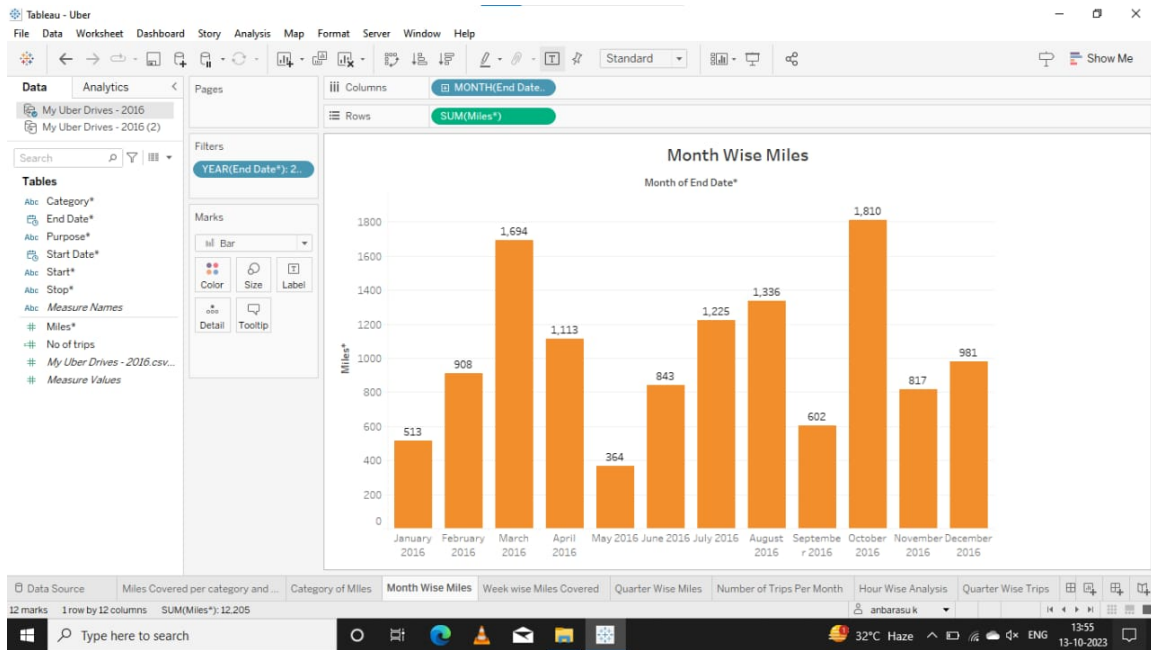 Tableau - Uber
File Data Worksheet Dashboard Story Analysis Map Format Server Window Help
Standard
Show Me
Data Analytics
My Uber Drives - 2016
My Uber Drives - 2016 (2)
Search
Tables
Abc Category*
End Date*
Abc Purpose*
Start Date*
Abc Start*
Abc Stop*
Abc Measure Names
# Miles*
=# No of trips
# My Uber Drives - 2016.csv...
# Measure Values
Pages
Filters
YEAR(End Date*): 2..
Marks
Bar
Color Size Label
Detail Tooltip
Columns MONTH(End Date..
Rows SUM(Miles*)
Month Wise Miles
Month of End Date*
Miles*
1800
1600
1400
1200
1000
800
600
400
200
0
513
908
1,694
1,113
364
843
1,225
1,336
602
1,810
817
981
January 2016
February 2016
March 2016
April 2016
May 2016
June 2016
July 2016
August 2016
Septembe
r 2016
October 2016
November 2016
December 2016
Data Source Miles Covered per category and ... Category of MIles Month Wise Miles Week wise Miles Covered Quarter Wise Miles Number of Trips Per Month Hour Wise Analysis Quarter Wise Trips
12 marks 1 row by 12 columns SUM(Miles*): 12,205 anbarasu k
Type here to search
32°C Haze ENG 13:55
13-10-2023